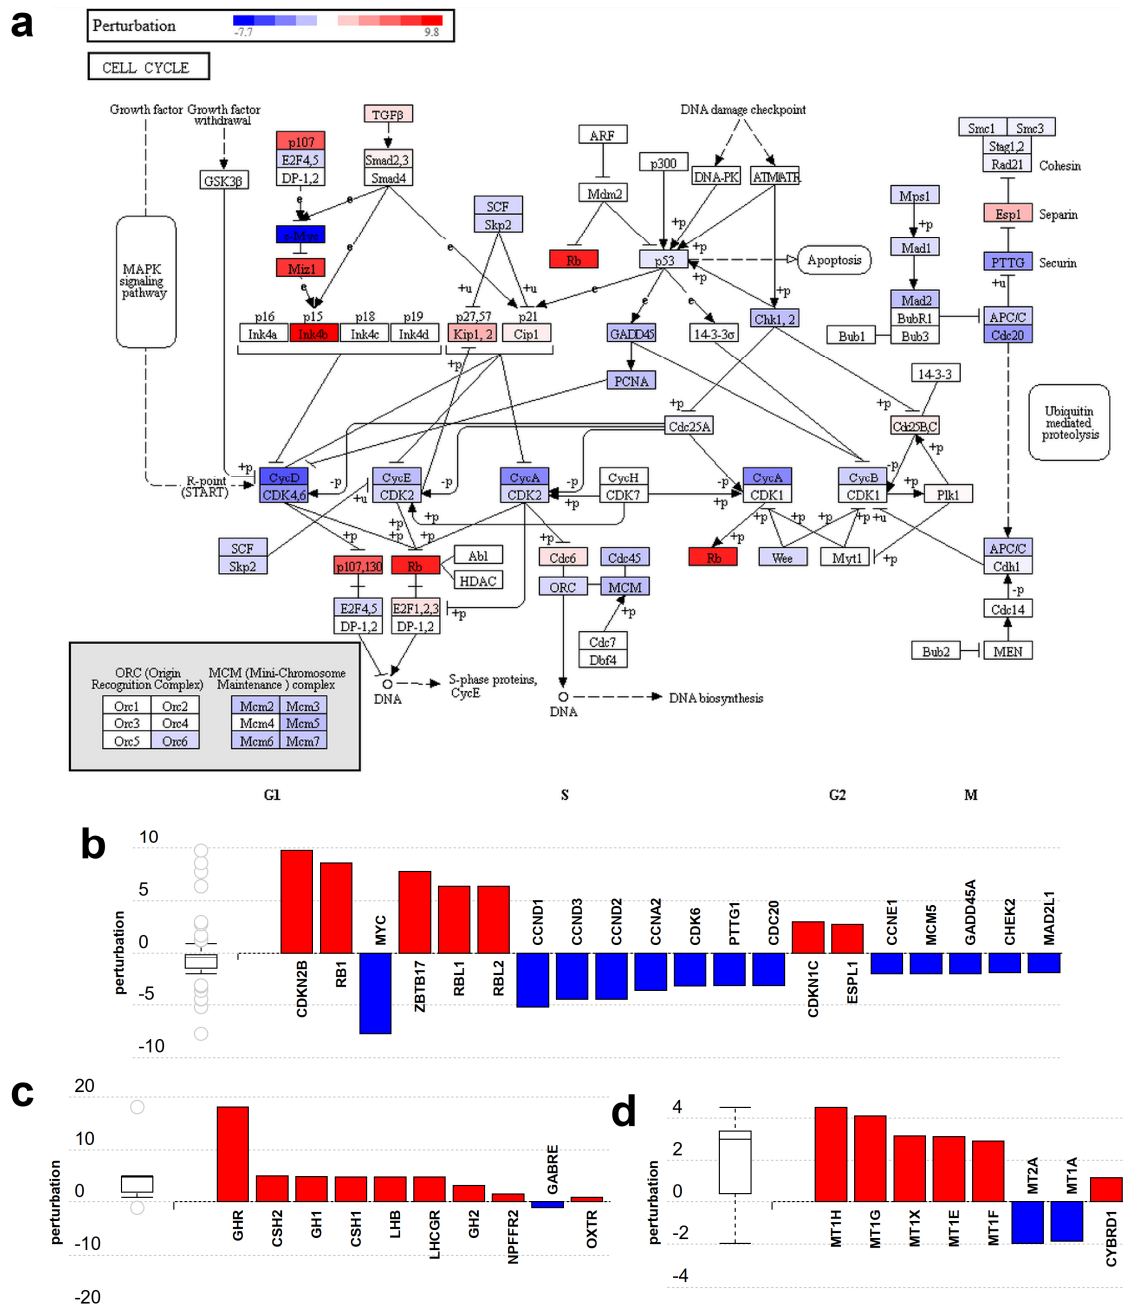 a
Perturbation
-7.7
9.8
CELL CYCLE
Growth factor
Growth factor
withdrawal
TGFβ
DNA damage checkpoint
Smc1
Smc3
p107
ARF
Stag1,2
E2F4,5
Smad2,3
p300
Rad21
Cohesin
DP-1,2
Smad4
GSK3β
DNA-PK
ATM/ATR
e
e
Mdm2
Mps1
SCF
Skp2
+p
Esp1
Separin
c-Myc
+p
+p
Mad1
Miz1
e
e
Rb
p53
Apoptosis
PTTG
Securin
MAPK
signaling
pathway
e
+p
+u
+u
+u
e
e
e
+p
Mad2
APC/C
p16
p15
p18
p19
p27,57
p21
Chk1, 2
BubR1
Ink4a
Ink4b
Ink4c
Ink4d
Kip1, 2
Cip1
GADD45
14-3-3σ
Bub1
Bub3
Cdc20
+p
PCNA
14-3-3
+p
+p
Cdc25A
Cdc25B,C
Ubiquitin
mediated
proteolysis
R-point
(START)
+p
CycD
CycE
CycA
CycH
CycA
CycB
-p
CDK4,6
-p
CDK2
-p
CDK2
CDK7
-p
CDK1
CDK1
+p
Plk1
+u
+p
+p
+p
+p
+p
+p
+p
+p
+u
SCF
Skp2
+p
+p
p107,130
Rb
Abl
HDAC
Cdc6
Cdc45
Rb
Wee
Myt1
+p
APC/C
Cdh1
ORC
MCM
-p
E2F4,5
E2F1,2,3
+p
+p
Cdc14
DP-1,2
DP-1,2
Cdc7
Dbf4
Bub2
MEN
ORC (Origin
Recognition Complex)
MCM (Mini-Chromosome
Maintenance ) complex
Orc1
Orc2
Mcm2
Mcm3
Orc3
Orc4
Mcm4
Mcm5
Orc5
Orc6
Mcm6
Mcm7
DNA
S-phase proteins,
CycE
DNA
DNA biosynthesis
G1
S
G2
M
b
10
5
0
-5
-10
perturbation
CDKN2B
RB1
MYC
ZBTB17
RBL1
RBL2
CCND1
CCND3
CCND2
CCNA2
CDK6
PTTG1
CDC20
CDKN1C
ESPL1
CCNE1
MCM5
GADD45A
CHEK2
MAD2L1
c
20
10
0
-10
-20
perturbation
GHR
CSH2
GH1
CSH1
LHB
LHCGR
GH2
NPFFR2
GABRE
OXTR
d
4
2
0
-2
-4
perturbation
MT1H
MT1G
MT1X
MT1E
MT1F
MT2A
MT1A
CYBRD1